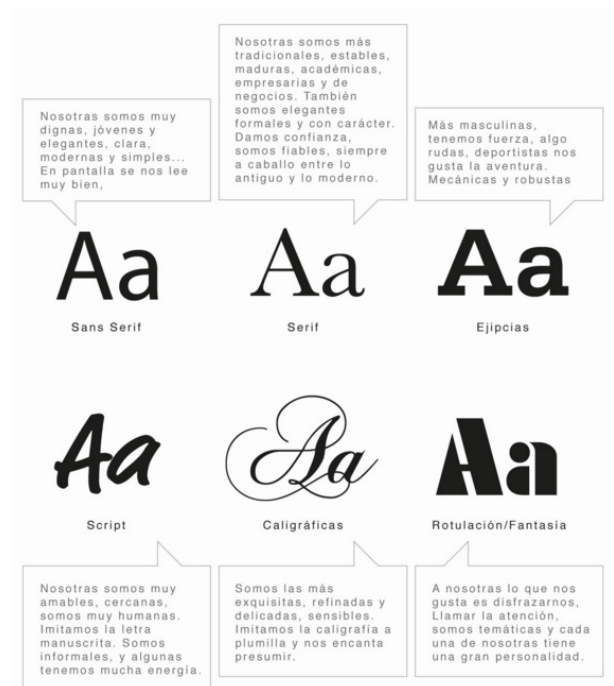 Nosotras somos muy
dignas, jóvenes y
elegantes, clara,
modernas y simples...
En pantalla se nos lee
muy bien,
Nosotras somos más
tradicionales, estables,
maduras, académicas,
empresarias y de
negocios. También
somos elegantes
formales y con carácter.
Damos confianza,
somos fiables, siempre
a caballo entre lo
antiguo y lo moderno.
Más masculinas,
tenemos fuerza, algo
rudas, deportistas nos
gusta la aventura.
Mecánicas y robustas
Aa
Sans Serif
Aa
Serif
Aa
Ejipcias
Aa
Script
Aa
Caligráficas
Aa
Rotulación/Fantasía
Nosotras somos muy
amables, cercanas,
somos muy humanas.
Imitamos la letra
manuscrita. Somos
informales, y algunas
tenemos mucha energía.
Somos las más
exquisitas, refinadas y
delicadas, sensibles.
Imitamos la caligrafía a
plumilla y nos encanta
presumir.
A nosotras lo que nos
gusta es disfrazarnos,
Llamar la atención,
somos temáticas y cada
una de nosotras tiene
una gran personalidad.